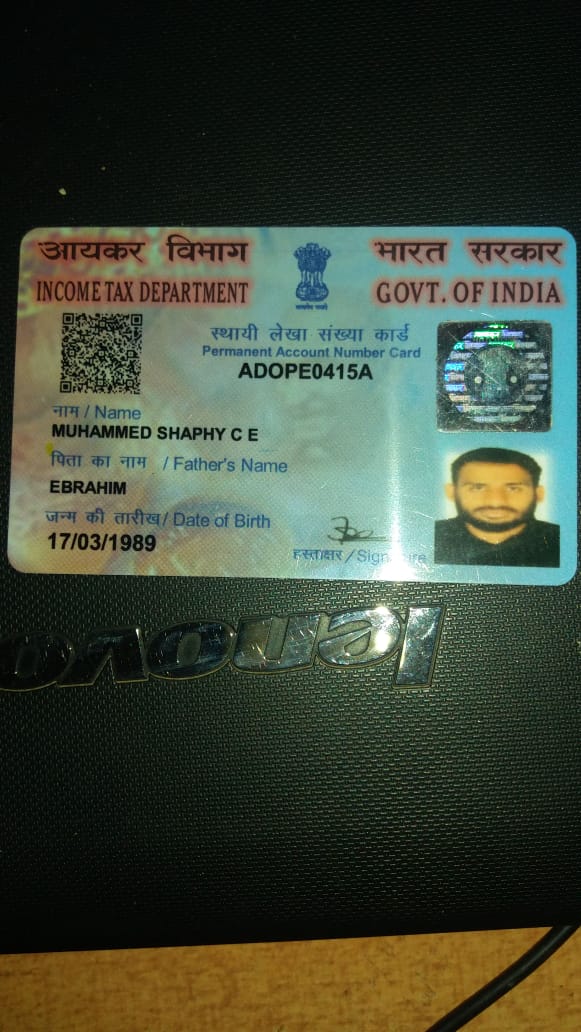 आयकर विभाग भारत सरकार
INCOME TAX DEPARTMENT GOVT. OF INDIA
स्थायी लेखा संख्या कार्ड
Permanent Account Number Card
ADOPE0415A
नाम / Name
MUHAMMED SHAPHY C E
पिता का नाम / Father's Name
EBRAHIM
जन्म की तारीख / Date of Birth
17/03/1989
हस्ताक्षर / Signature
lenovo